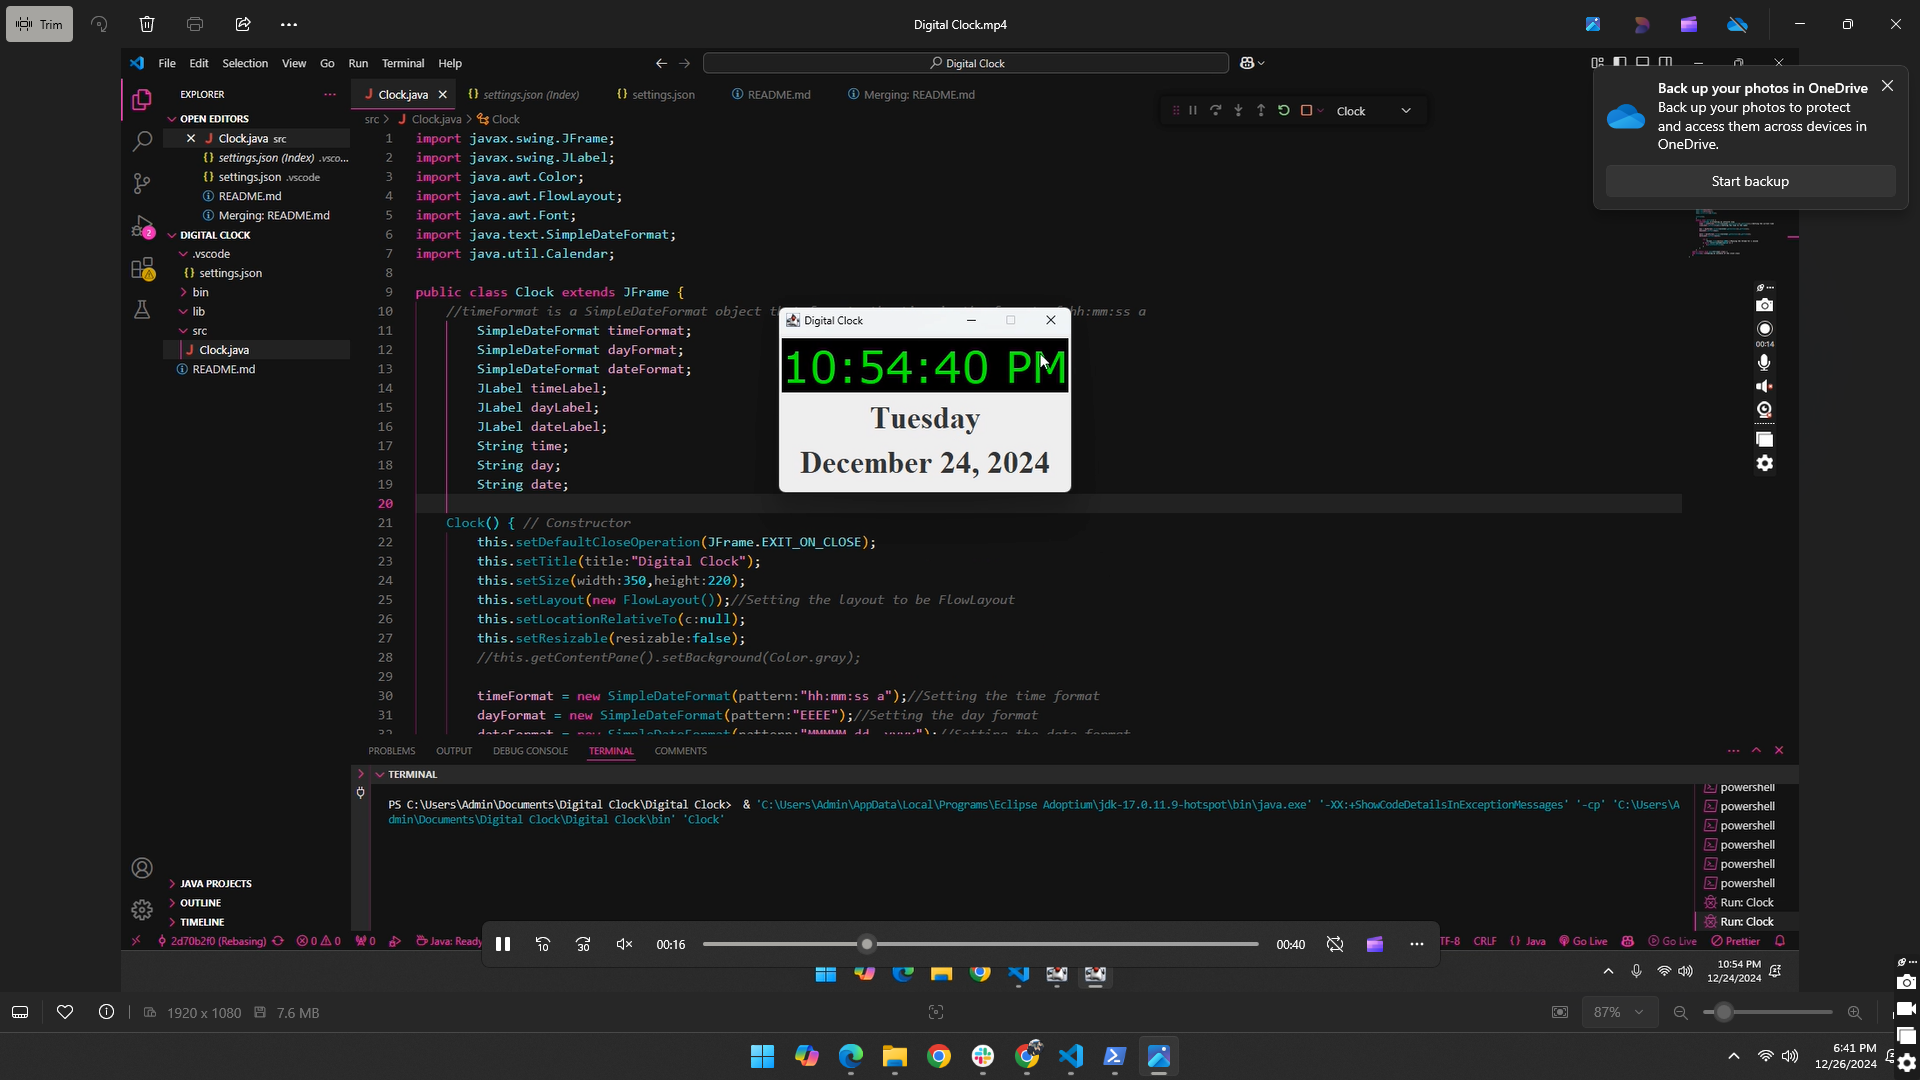 Trim
Digital Clock.mp4
File Edit Selection View Go Run Terminal Help
Digital Clock
Back up your photos in OneDrive
Back up your photos to protect
and access them across devices in
OneDrive.
Start backup
EXPLORER
OPEN EDITORS
Clock.java src
{} settings.json (Index) .vsco...
{} settings.json .vscode
README.md
Merging: README.md
DIGITAL CLOCK
.vscode
{} settings.json
bin
lib
src
Clock.java
README.md
JAVA PROJECTS
OUTLINE
TIMELINE
Clock.java {} settings.json (Index) {} settings.json README.md Merging: README.md
Clock
src > Clock.java > Clock
1 import javax.swing.JFrame;
2 import javax.swing.JLabel;
3 import java.awt.Color;
4 import java.awt.FlowLayout;
5 import java.awt.Font;
6 import java.text.SimpleDateFormat;
7 import java.util.Calendar;
8
9 public class Clock extends JFrame {
10 //timeFormat is a SimpleDateFormat object hh:mm:ss a
11 SimpleDateFormat timeFormat;
12 SimpleDateFormat dayFormat;
13 SimpleDateFormat dateFormat;
14 JLabel timeLabel;
15 JLabel dayLabel;
16 JLabel dateLabel;
17 String time;
18 String day;
19 String date;
20
21 Clock() { // Constructor
22 this.setDefaultCloseOperation(JFrame.EXIT_ON_CLOSE);
23 this.setTitle(title:"Digital Clock");
24 this.setSize(width:350,height:220);
25 this.setLayout(new FlowLayout());//Setting the layout to be FlowLayout
26 this.setLocationRelativeTo(c:null);
27 this.setResizable(resizable:false);
28 //this.getContentPane().setBackground(Color.gray);
29
30 timeFormat = new SimpleDateFormat(pattern:"hh:mm:ss a");//Setting the time format
31 dayFormat = new SimpleDateFormat(pattern:"EEEE");//Setting the day format
Digital Clock
10:54:40 PM
Tuesday
December 24, 2024
00:14
PROBLEMS OUTPUT DEBUG CONSOLE TERMINAL COMMENTS
TERMINAL
PS C:\Users\Admin\Documents\Digital Clock\Digital Clock> & 'C:\Users\Admin\AppData\Local\Programs\Eclipse Adoptium\jdk-17.0.11.9-hotspot\bin\java.exe' '-XX:+ShowCodeDetailsInExceptionMessages' '-cp' 'C:\Users\A
dmin\Documents\Digital Clock\Digital Clock\bin' 'Clock'
powershell
powershell
powershell
powershell
powershell
powershell
Run: Clock
Run: Clock
2d70b2f0 (Rebasing) 0 0 0 Java: Ready
TF-8 CRLF {} Java Go Live Go Live Prettier
10 30 00:16 00:40
10:54 PM
12/24/2024
1920 x 1080 7.6 MB
87%
6:41 PM
12/26/2024